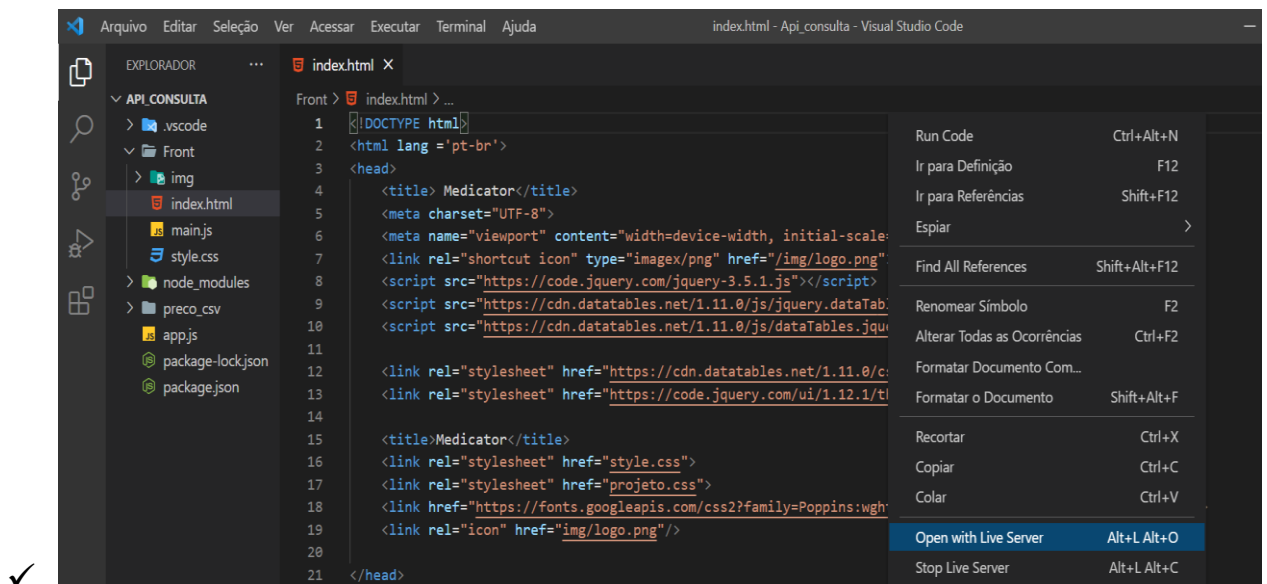 Arquivo Editar Seleção Ver Acessar Executar Terminal Ajuda index.html - Api_consulta - Visual Studio Code
EXPLORADOR ...
index.html
API_CONSULTA
.vscode
Front
img
index.html
main.js
style.css
node_modules
preco_csv
app.js
package-lock.json
package.json
Front > index.html > ...
1 <!DOCTYPE html>
2 <html lang ='pt-br'>
3 <head>
4 <title> Medicator</title>
5 <meta charset="UTF-8">
6 <meta name="viewport" content="width=device-width, initial-scale=
7 <link rel="shortcut icon" type="imagex/png" href="/img/logo.png"
8 <script src="https://code.jquery.com/jquery-3.5.1.js"></script>
9 <script src="https://cdn.datatables.net/1.11.0/js/jquery.dataTab
10 <script src="https://cdn.datatables.net/1.11.0/js/dataTables.jque
11
12 <link rel="stylesheet" href="https://cdn.datatables.net/1.11.0/cs
13 <link rel="stylesheet" href="https://code.jquery.com/ui/1.12.1/th
14
15 <title>Medicator</title>
16 <link rel="stylesheet" href="style.css">
17 <link rel="stylesheet" href="projeto.css">
18 <link href="https://fonts.googleapis.com/css2?family=Poppins:wgh
19 <link rel="icon" href="img/logo.png"/>
20
21 </head>
Run Code Ctrl+Alt+N
Ir para Definição F12
Ir para Referências Shift+F12
Espiar
Find All References Shift+Alt+F12
Renomear Símbolo F2
Alterar Todas as Ocorrências Ctrl+F2
Formatar Documento Com...
Formatar o Documento Shift+Alt+F
Recortar Ctrl+X
Copiar Ctrl+C
Colar Ctrl+V
Open with Live Server Alt+L Alt+O
Stop Live Server Alt+L Alt+C